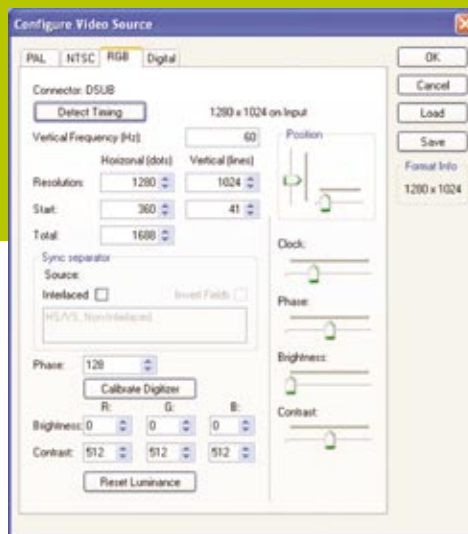 Configure Video Source
PAL NTSC RGB Digital
OK
Cancel
Load
Save
Format Info
1280 x 1024
Connector: DSUB
Detect Timing
1280 x 1024 on Input
Vertical Frequency (Hz)
60
Horizonal (dots) Vertical (lines)
Resolution: 1280 1024
Start: 360 41
Total: 1688
Sync separator
Source:
Interlaced Invert Fields
HS/VS, Non-Interlaced
Phase: 128
Calibrate Digitizer
R: G: B:
Brightness: 0 0 0
Contrast: 512 512 512
Reset Luminance
Position
Clock:
Phase:
Brightness:
Contrast: